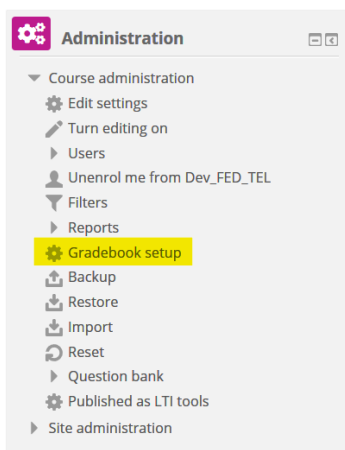 Administration
Course administration
Edit settings
Turn editing on
Users
Unenrol me from Dev_FED_TEL
Filters
Reports
Gradebook setup
Backup
Restore
Import
Reset
Question bank
Published as LTI tools
Site administration